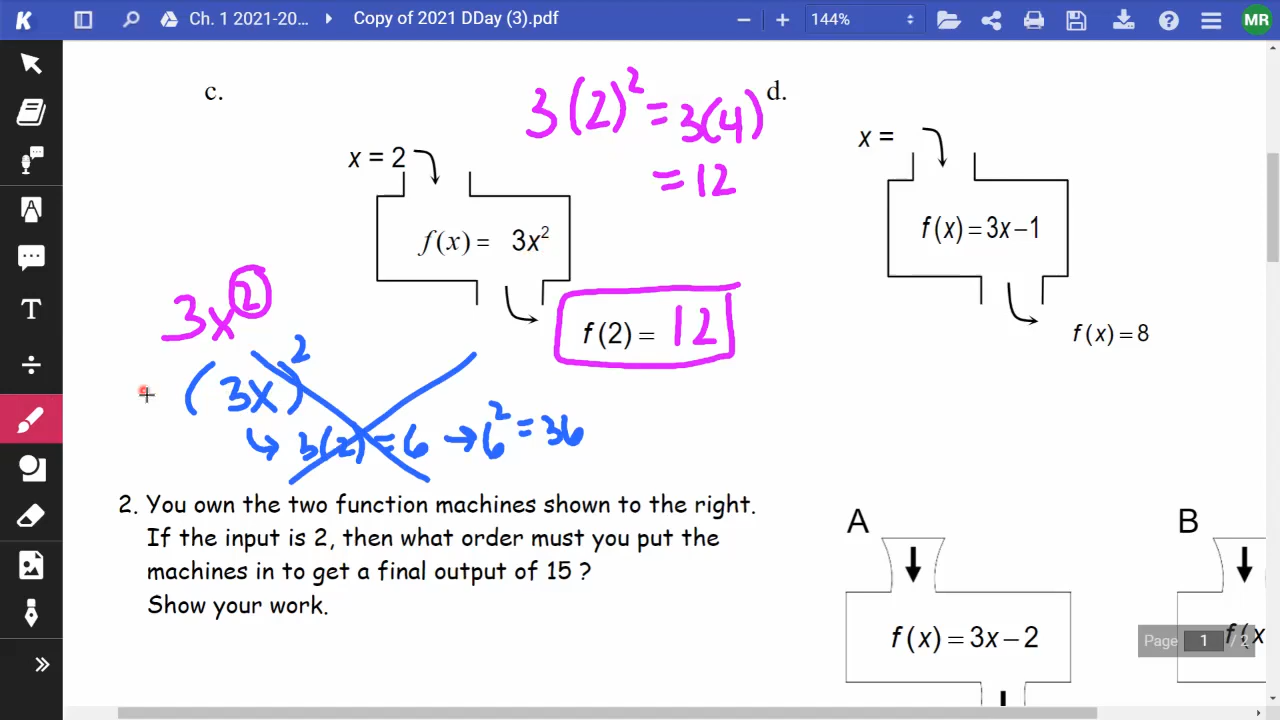 K Ch. 1 2021-20... Copy of 2021 DDay (3).pdf 144% MR
c.
3(2)² = 3(4)
= 12
d.
x = 2
x =
f(x) = 3x²
f(x) = 3x − 1
3x²
f(2) = 12
f(x) = 8
(3x)²
↳ 3(2) = 6 → 6² = 36
2. You own the two function machines shown to the right.
If the input is 2, then what order must you put the
machines in to get a final output of 15 ?
Show your work.
A
B
f(x) = 3x − 2
f(x
Page 1 / 2